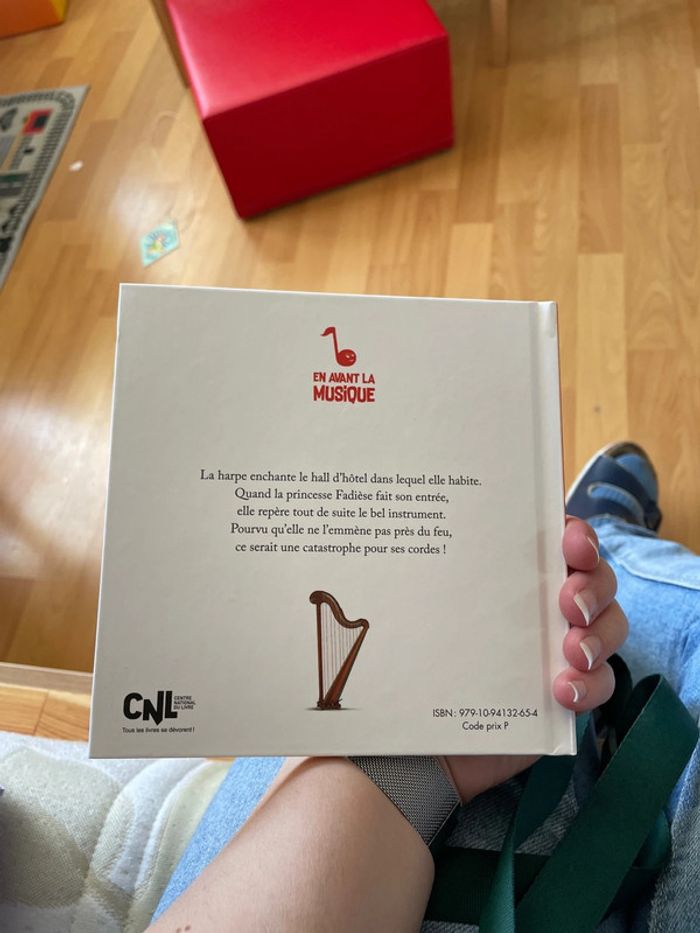 EN AVANT LA
MUSiQUE
La harpe enchante le hall d'hôtel dans lequel elle habite.
Quand la princesse Fadièse fait son entrée,
elle repère tout de suite le bel instrument.
Pourvu qu'elle ne l'emmène pas près du feu,
ce serait une catastrophe pour ses cordes !
CNL
CENTRE
NATIONAL
DU LIVRE
Tous les livres se dévorent !
ISBN : 979-10-94132-65-4
Code prix P